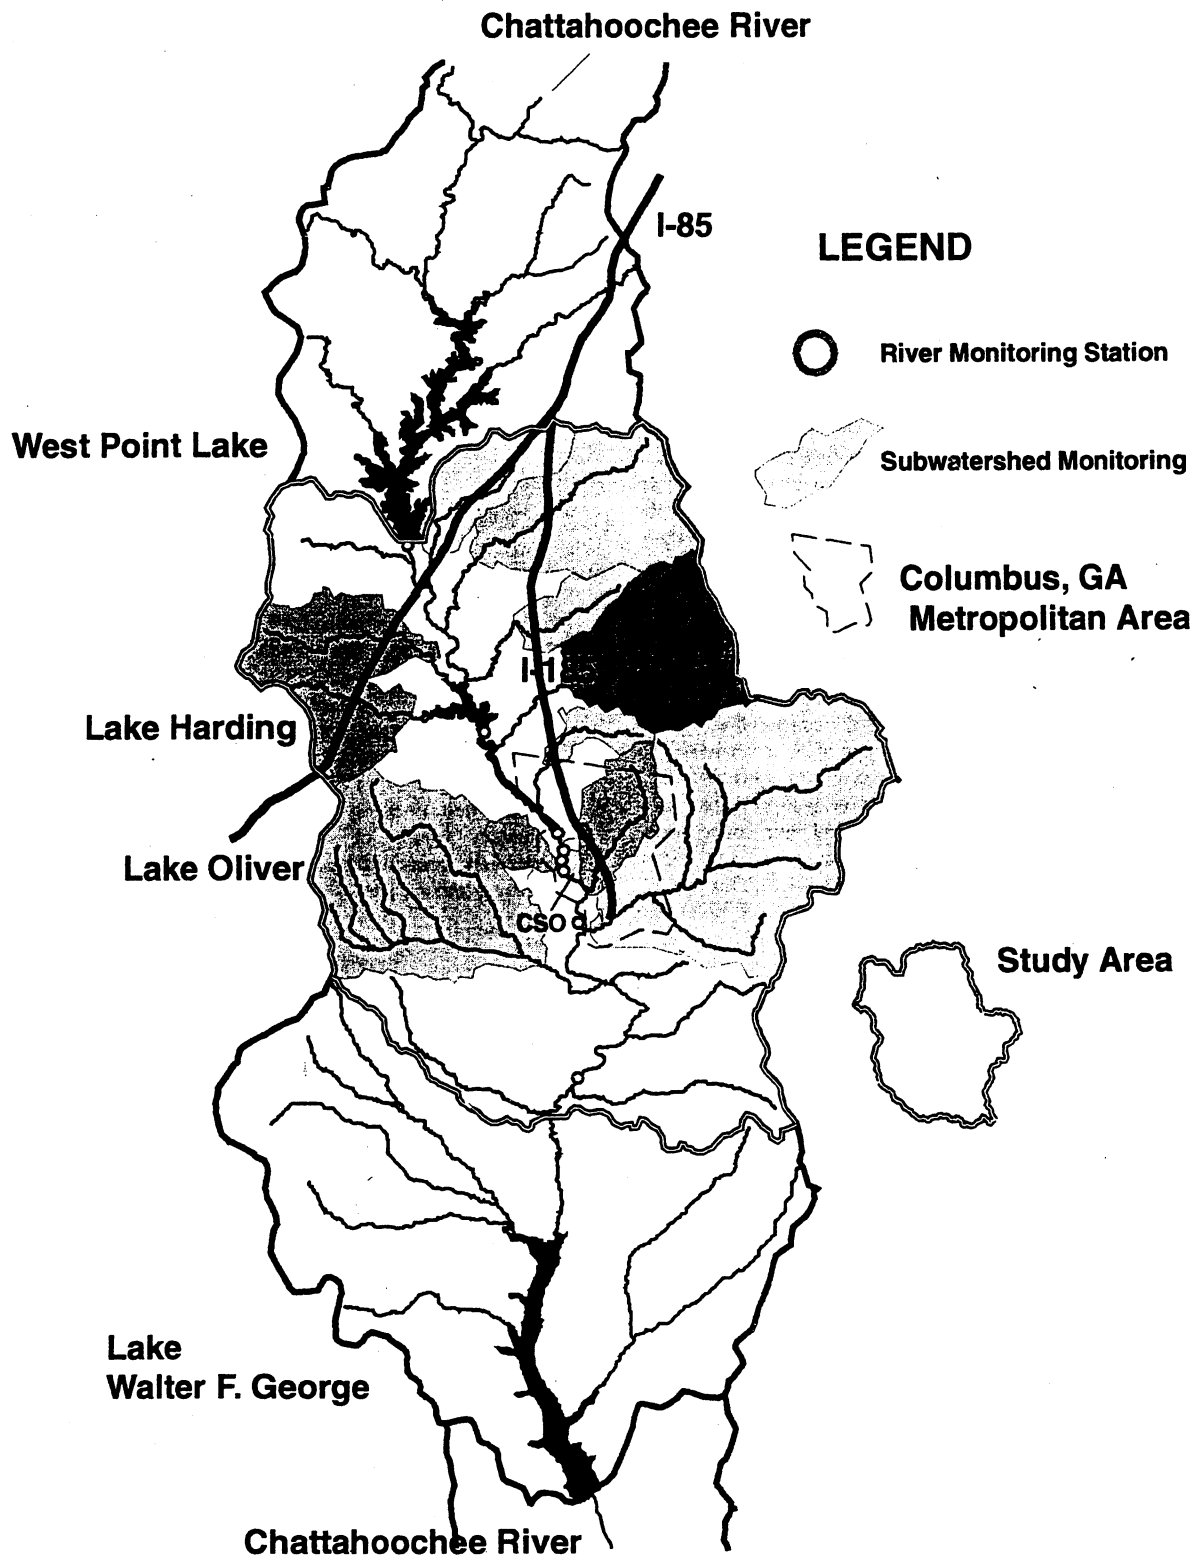 Chattahoochee River
I-85
LEGEND
River Monitoring Station
West Point Lake
Subwatershed Monitoring
Columbus, GA
Metropolitan Area
I-1
Lake Harding
Lake Oliver
CSO
Study Area
Lake
Walter F. George
Chattahoochee River